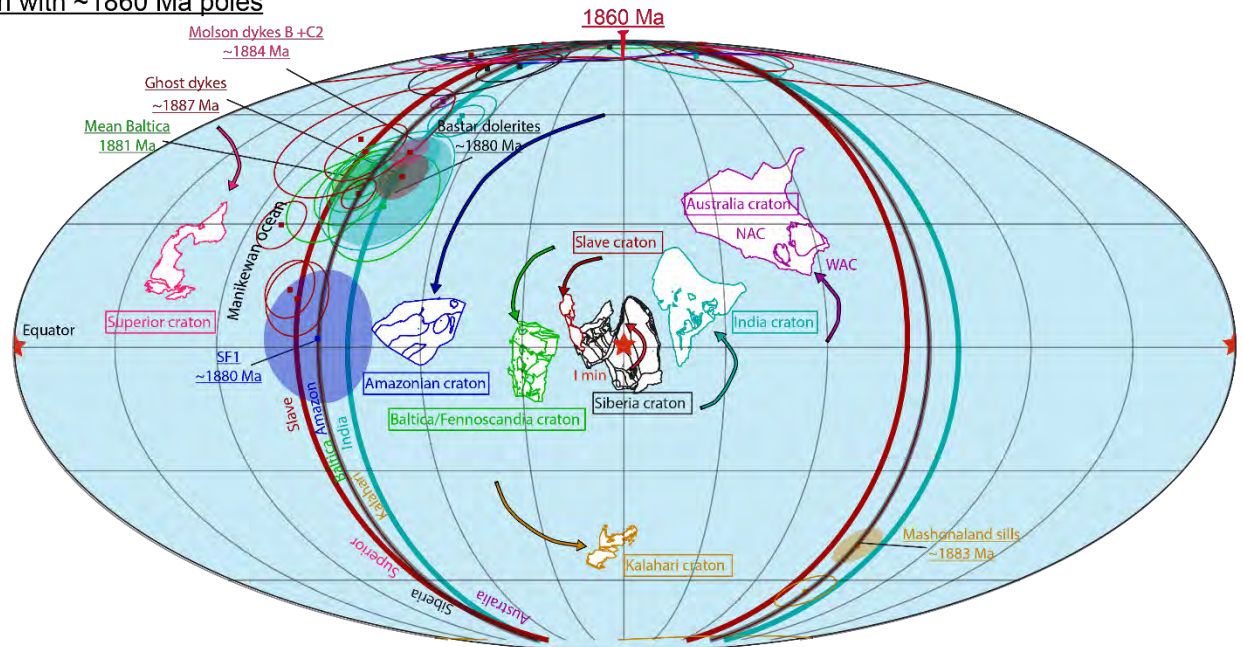 n with ~1860 Ma poles
1860 Ma
Molson dykes B +C2
~1884 Ma
Ghost dykes
~1887 Ma
Mean Baltica
1881 Ma
Bastar dolerites
~1880 Ma
Manikewan ocean
Superior craton
Equator
SF1
~1880 Ma
Amazonian craton
Baltica/Fennoscandia craton
Slave craton
I min
Siberia craton
India craton
Australia craton
NAC
WAC
Slave
Amazon
Baltica
India
Kalahari
Superior
Siberia
Australia
Kalahari craton
Mashonaland sills
~1883 Ma